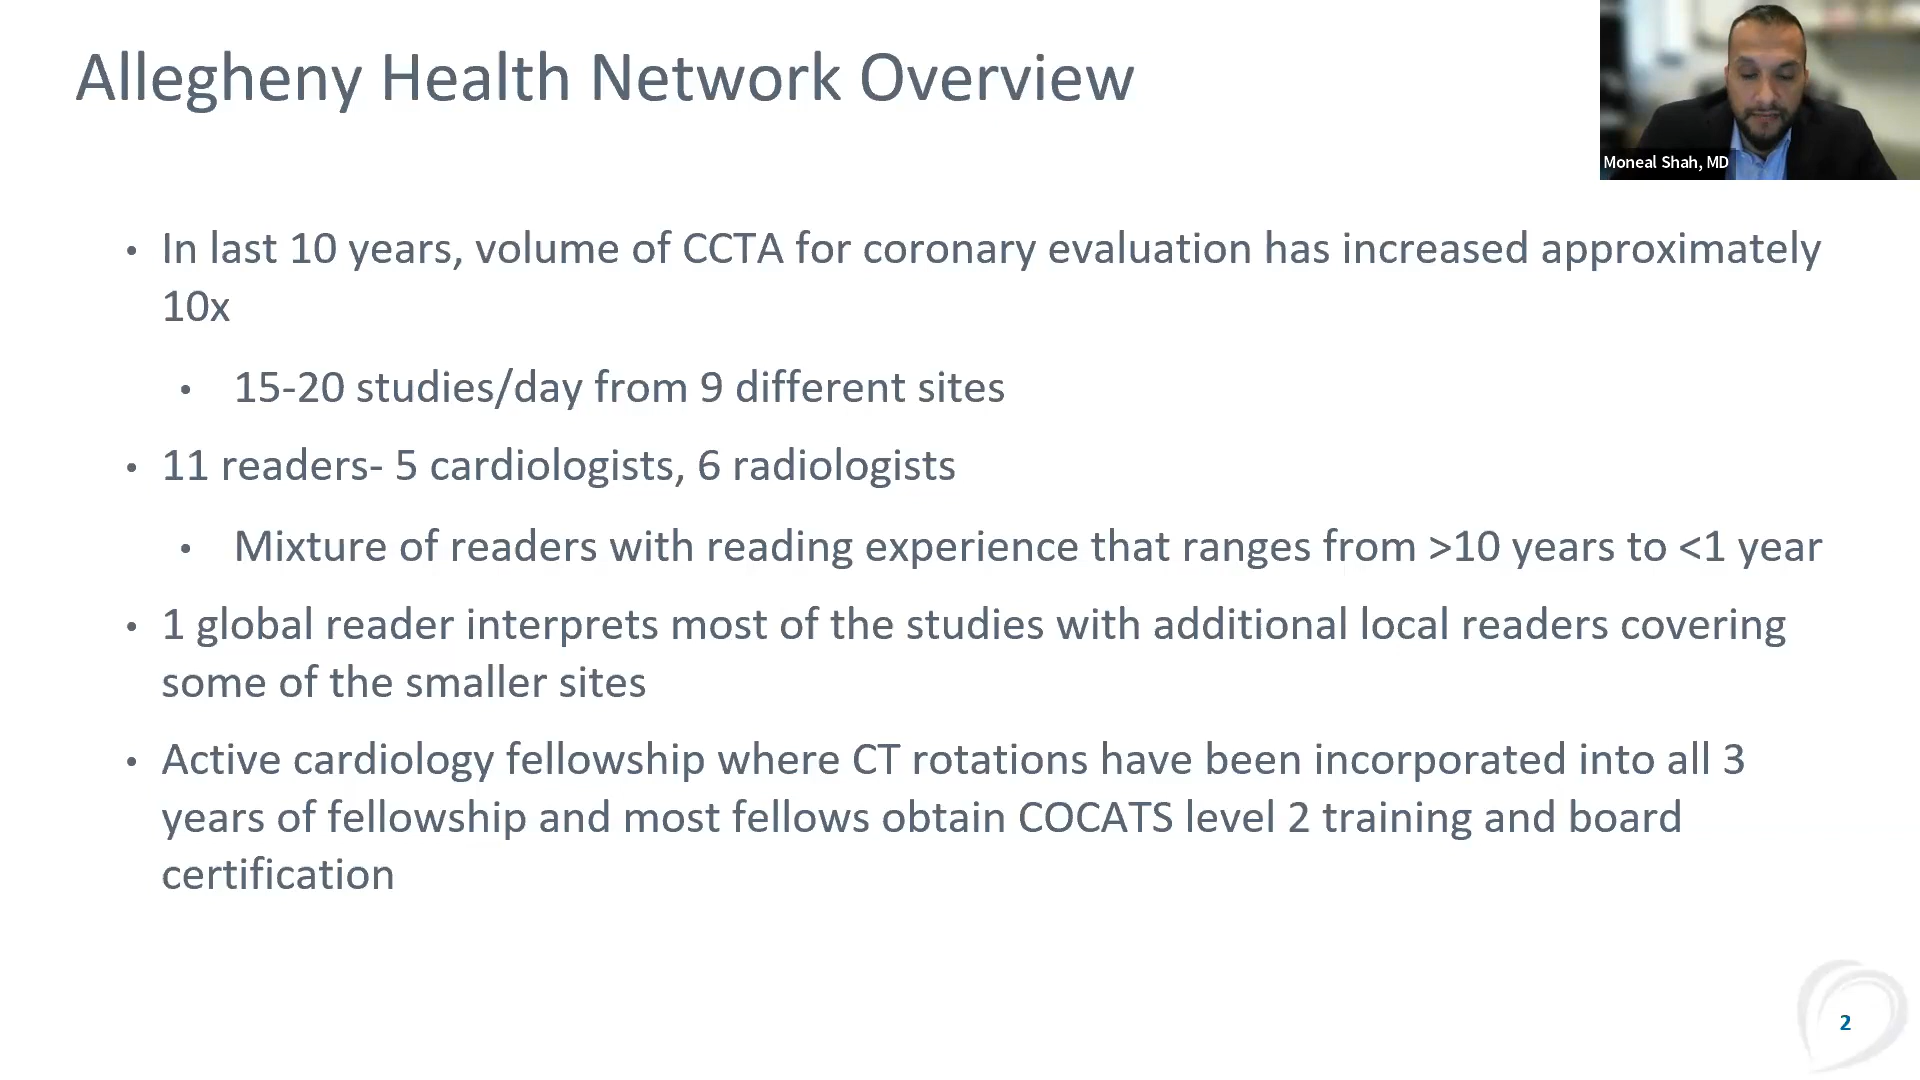 Allegheny Health Network Overview
Moneal Shah, MD
• In last 10 years, volume of CCTA for coronary evaluation has increased approximately
10x
• 15-20 studies/day from 9 different sites
• 11 readers- 5 cardiologists, 6 radiologists
• Mixture of readers with reading experience that ranges from >10 years to <1 year
• 1 global reader interprets most of the studies with additional local readers covering
some of the smaller sites
• Active cardiology fellowship where CT rotations have been incorporated into all 3
years of fellowship and most fellows obtain COCATS level 2 training and board
certification
2